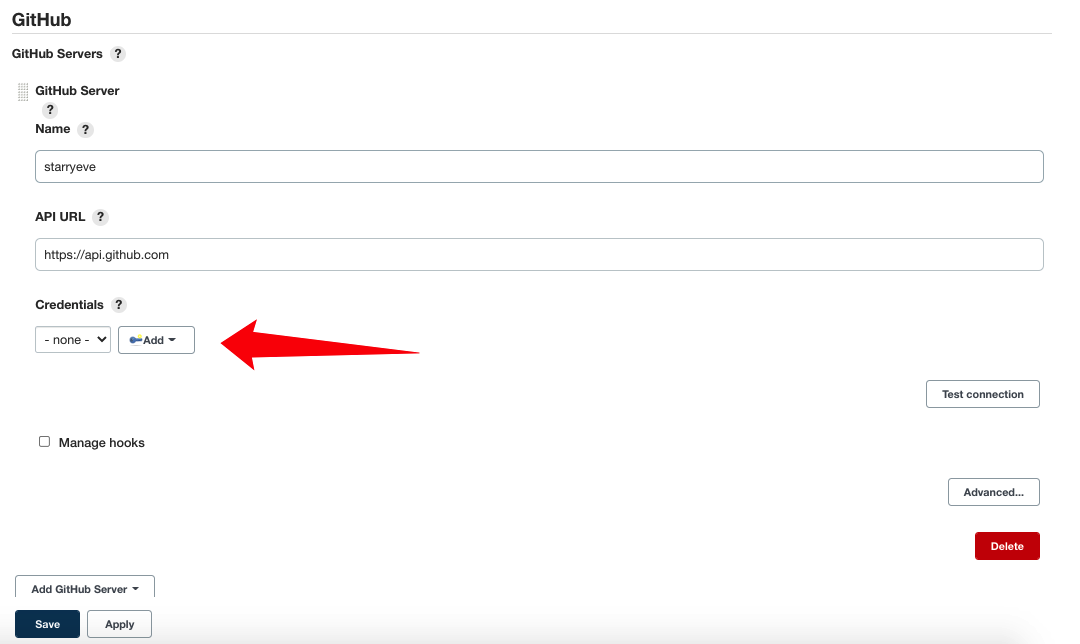 GitHub
GitHub Servers ?
GitHub Server
?
Name ?
starryeve
API URL ?
https://api.github.com
Credentials ?
- none - Add
Test connection
Manage hooks
Advanced...
Delete
Add GitHub Server
Save Apply